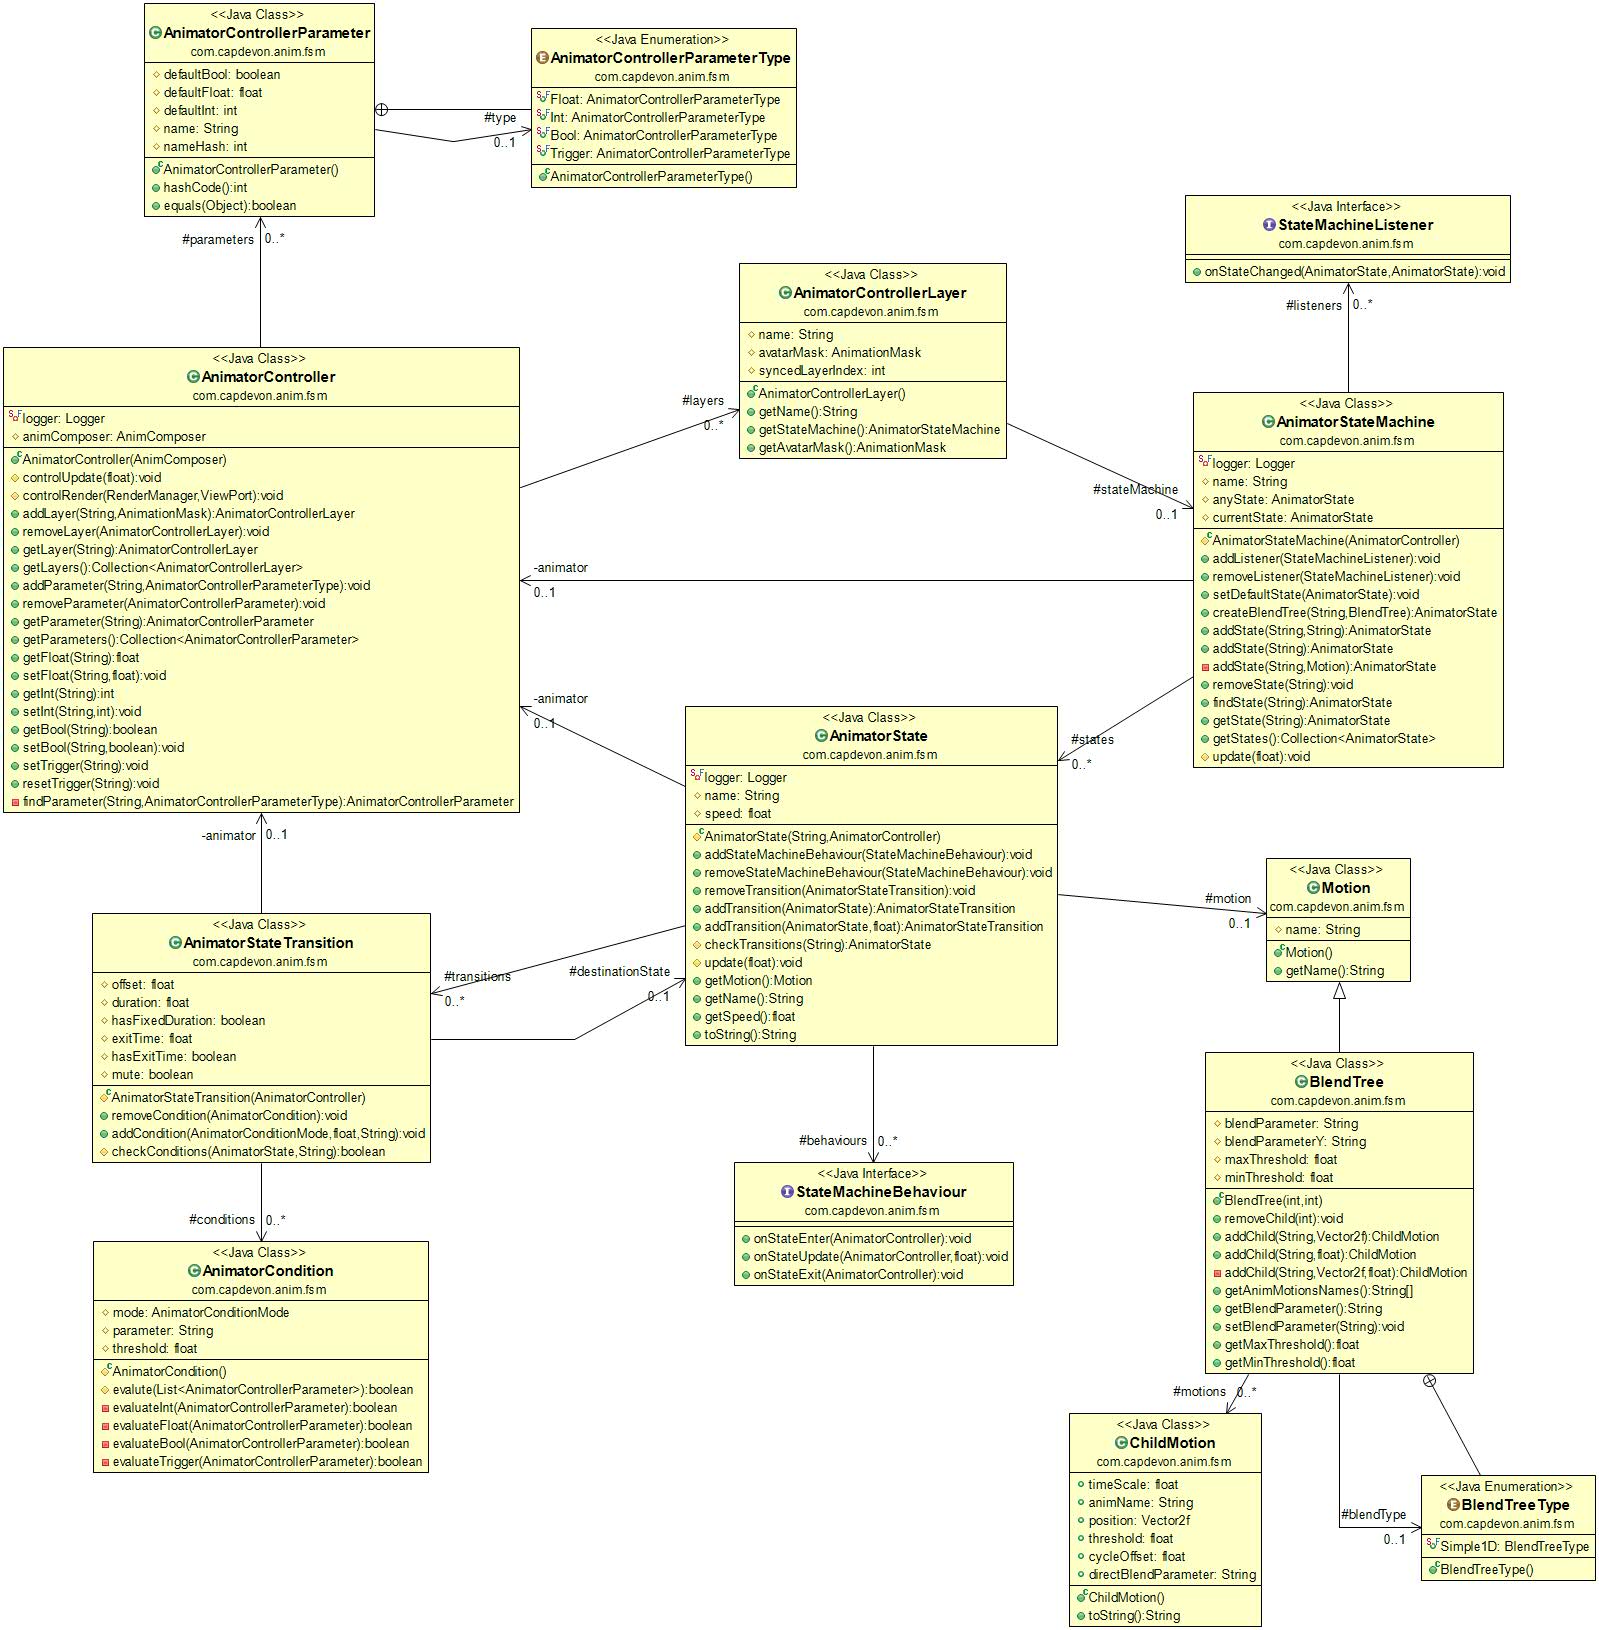 <<Java Class>>
AnimatorControllerParameter
com.capdevon.anim.fsm
defaultBool: boolean
defaultFloat: float
defaultInt: int
name: String
nameHash: int
AnimatorControllerParameter()
hashCode():int
equals(Object):boolean
<<Java Enumeration>>
AnimatorControllerParameterType
com.capdevon.anim.fsm
Float: AnimatorControllerParameterType
Int: AnimatorControllerParameterType
Bool: AnimatorControllerParameterType
Trigger: AnimatorControllerParameterType
AnimatorControllerParameterType()
#type
0..1
#parameters
0..*
<<Java Interface>>
StateMachineListener
com.capdevon.anim.fsm
onStateChanged(AnimatorState,AnimatorState):void
#listeners
0..*
<<Java Class>>
AnimatorControllerLayer
com.capdevon.anim.fsm
name: String
avatarMask: AnimationMask
syncedLayerIndex: int
AnimatorControllerLayer()
getName():String
getStateMachine():AnimatorStateMachine
getAvatarMask():AnimationMask
#layers
0..*
#stateMachine
0..1
<<Java Class>>
AnimatorController
com.capdevon.anim.fsm
logger: Logger
animComposer: AnimComposer
AnimatorController(AnimComposer)
controlUpdate(float):void
controlRender(RenderManager,ViewPort):void
addLayer(String,AnimationMask):AnimatorControllerLayer
removeLayer(AnimatorControllerLayer):void
getLayer(String):AnimatorControllerLayer
getLayers():Collection<AnimatorControllerLayer>
addParameter(String,AnimatorControllerParameterType):void
removeParameter(AnimatorControllerParameter):void
getParameter(String):AnimatorControllerParameter
getParameters():Collection<AnimatorControllerParameter>
getFloat(String):float
setFloat(String,float):void
getInt(String):int
setInt(String,int):void
getBool(String):boolean
setBool(String,boolean):void
setTrigger(String):void
resetTrigger(String):void
findParameter(String,AnimatorControllerParameterType):AnimatorControllerParameter
<<Java Class>>
AnimatorStateMachine
com.capdevon.anim.fsm
logger: Logger
name: String
anyState: AnimatorState
currentState: AnimatorState
AnimatorStateMachine(AnimatorController)
addListener(StateMachineListener):void
removeListener(StateMachineListener):void
setDefaultState(AnimatorState):void
createBlendTree(String,BlendTree):AnimatorState
addState(String,String):AnimatorState
addState(String):AnimatorState
addState(String,Motion):AnimatorState
removeState(String):void
findState(String):AnimatorState
getState(String):AnimatorState
getStates():Collection<AnimatorState>
update(float):void
-animator
0..1
-animator
0..1
#states
0..*
<<Java Class>>
AnimatorState
com.capdevon.anim.fsm
logger: Logger
name: String
speed: float
AnimatorState(String,AnimatorController)
addStateMachineBehaviour(StateMachineBehaviour):void
removeStateMachineBehaviour(StateMachineBehaviour):void
removeTransition(AnimatorStateTransition):void
addTransition(AnimatorState):AnimatorStateTransition
addTransition(AnimatorState,float):AnimatorStateTransition
checkTransitions(String):AnimatorState
update(float):void
getMotion():Motion
getName():String
getSpeed():float
toString():String
-animator
0..1
#transitions
0..*
#destinationState
0..1
#motion
0..1
<<Java Class>>
Motion
com.capdevon.anim.fsm
name: String
Motion()
getName():String
<<Java Class>>
AnimatorStateTransition
com.capdevon.anim.fsm
offset: float
duration: float
hasFixedDuration: boolean
exitTime: float
hasExitTime: boolean
mute: boolean
AnimatorStateTransition(AnimatorController)
removeCondition(AnimatorCondition):void
addCondition(AnimatorConditionMode,float,String):void
checkConditions(AnimatorState,String):boolean
#conditions
0..*
#behaviours
0..*
<<Java Interface>>
StateMachineBehaviour
com.capdevon.anim.fsm
onStateEnter(AnimatorController):void
onStateUpdate(AnimatorController,float):void
onStateExit(AnimatorController):void
<<Java Class>>
BlendTree
com.capdevon.anim.fsm
blendParameter: String
blendParameterY: String
maxThreshold: float
minThreshold: float
BlendTree(int,int)
removeChild(int):void
addChild(String,Vector2f):ChildMotion
addChild(String,float):ChildMotion
addChild(String,Vector2f,float):ChildMotion
getAnimMotionsNames():String[]
getBlendParameter():String
setBlendParameter(String):void
getMaxThreshold():float
getMinThreshold():float
<<Java Class>>
AnimatorCondition
com.capdevon.anim.fsm
mode: AnimatorConditionMode
parameter: String
threshold: float
AnimatorCondition()
evalute(List<AnimatorControllerParameter>):boolean
evaluateInt(AnimatorControllerParameter):boolean
evaluateFloat(AnimatorControllerParameter):boolean
evaluateBool(AnimatorControllerParameter):boolean
evaluateTrigger(AnimatorControllerParameter):boolean
#motions
0..*
<<Java Class>>
ChildMotion
com.capdevon.anim.fsm
timeScale: float
animName: String
position: Vector2f
threshold: float
cycleOffset: float
directBlendParameter: String
ChildMotion()
toString():String
#blendType
0..1
<<Java Enumeration>>
BlendTreeType
com.capdevon.anim.fsm
Simple1D: BlendTreeType
BlendTreeType()